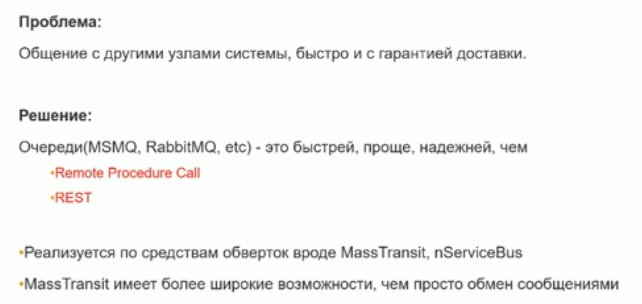 Проблема:
Общение с другими узлами системы, быстро и с гарантией доставки.
Решение:
Очереди(MSMQ, RabbitMQ, etc) - это быстрей, проще, надежней, чем
•Remote Procedure Call
•REST
•Реализуется по средствам обверток вроде MassTransit, nServiceBus
•MassTransit имеет более широкие возможности, чем просто обмен сообщениями